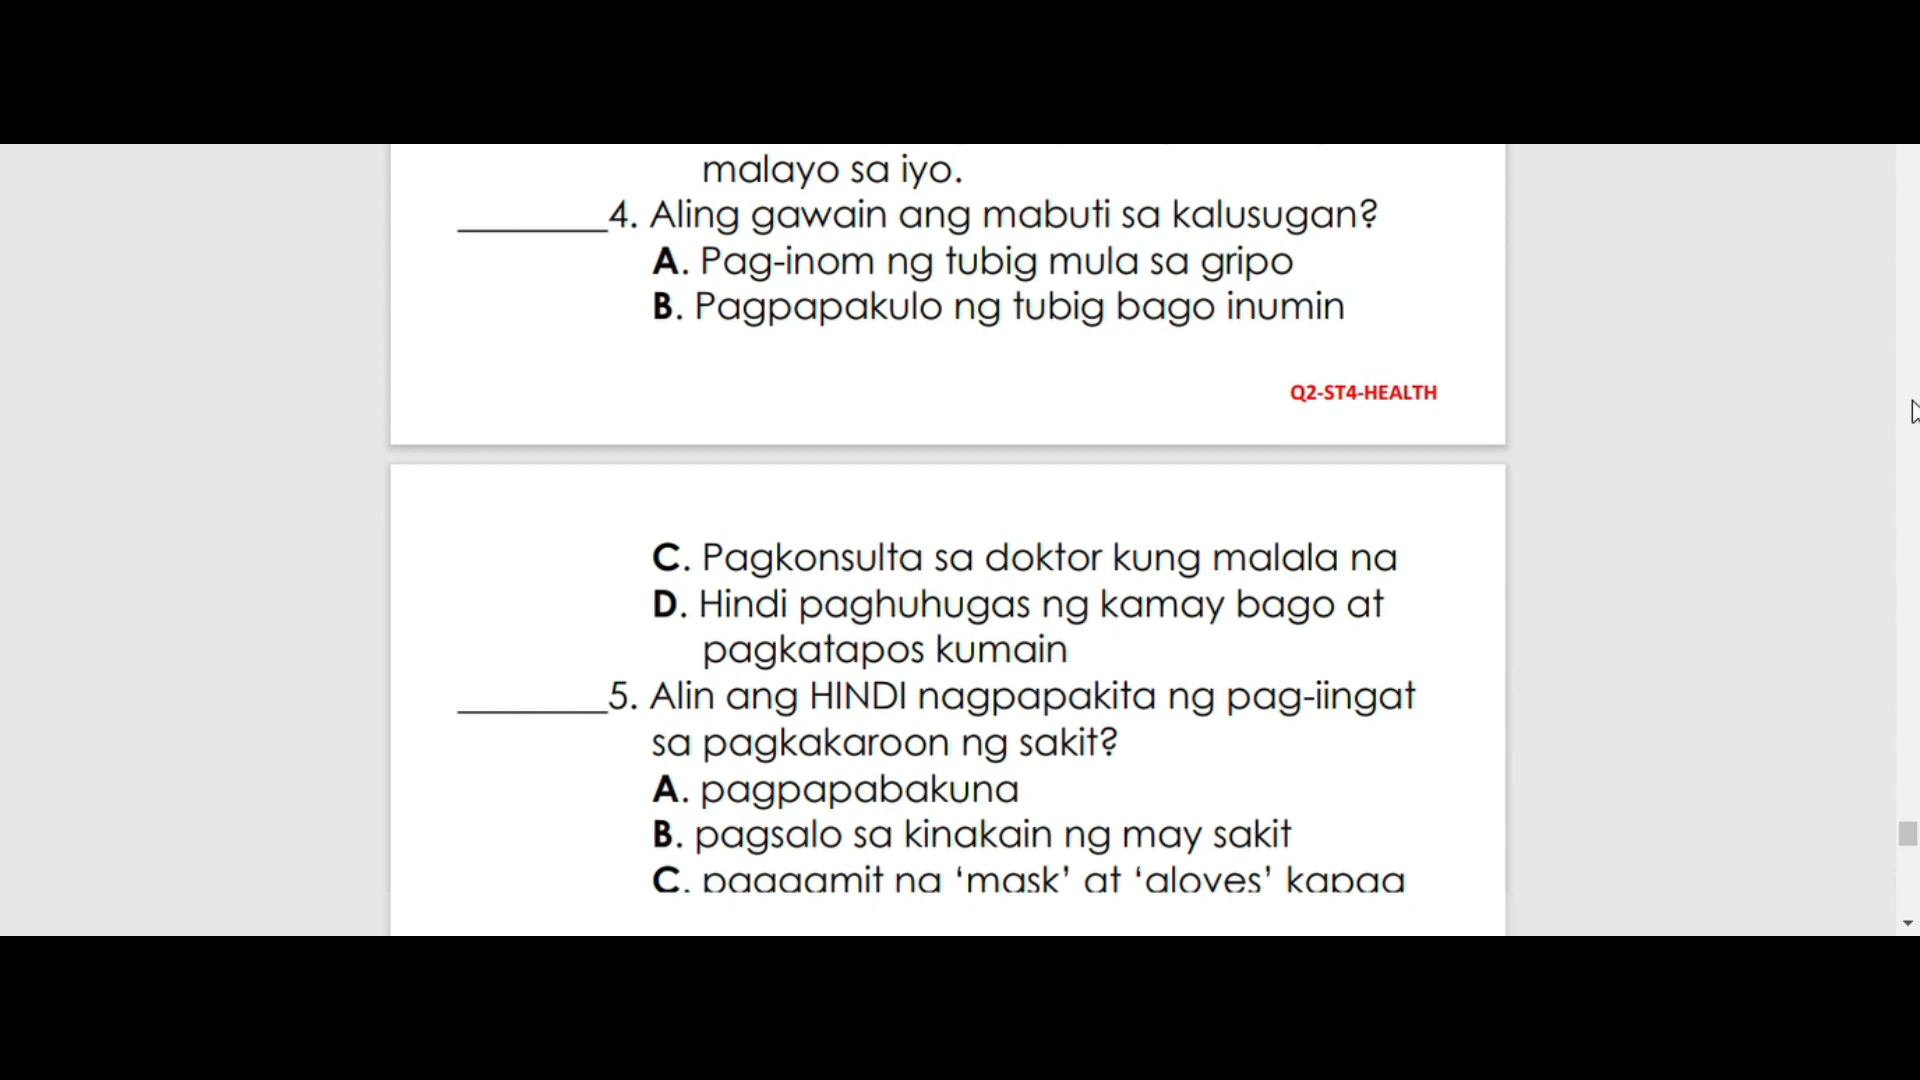 malayo sa iyo.
________4. Aling gawain ang mabuti sa kalusugan?
A. Pag-inom ng tubig mula sa gripo
B. Pagpapakulo ng tubig bago inumin
Q2-ST4-HEALTH
C. Pagkonsulta sa doktor kung malala na
D. Hindi paghuhugas ng kamay bago at
pagkatapos kumain
________5. Alin ang HINDI nagpapakita ng pag-iingat
sa pagkakaroon ng sakit?
A. pagpapabakuna
B. pagsalo sa kinakain ng may sakit
C. paggamit ng ‘mask’ at ‘gloves’ kapag